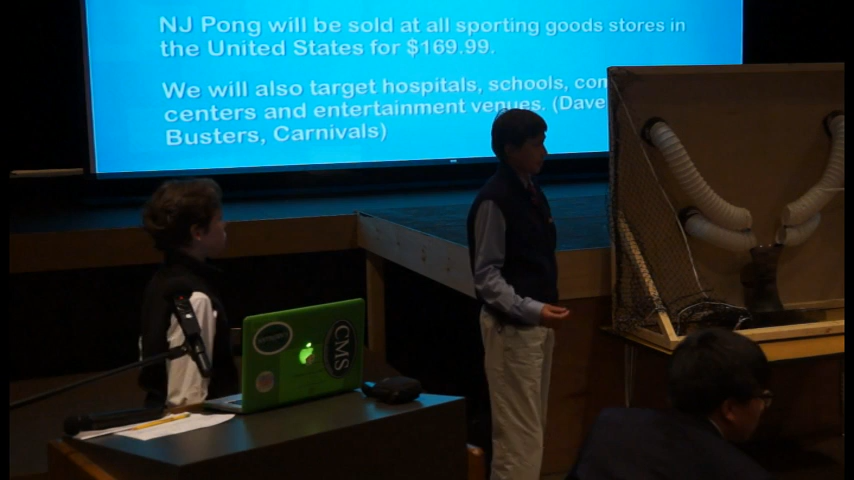 NJ Pong will be sold at all sporting goods stores in
the United States for $169.99.
We will also target hospitals, schools, com
centers and entertainment venues. (Dave
Busters, Carnivals)
CMS